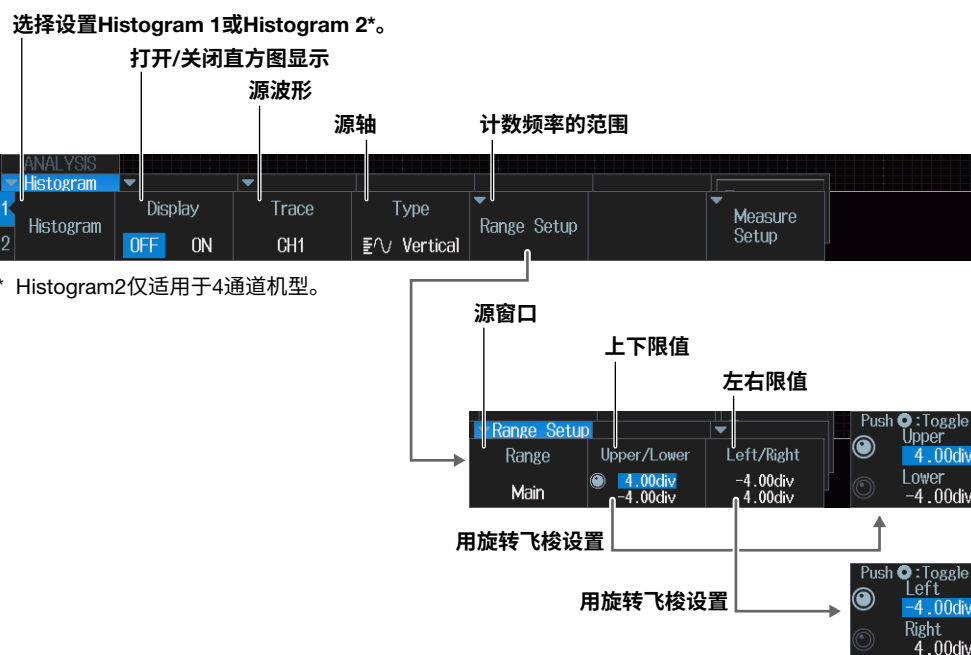 选择设置Histogram 1或Histogram 2*。
打开/关闭直方图显示
源波形
源轴
计数频率的范围
ANALYSIS
Histogram
1
2
Histogram
Display
OFF ON
Trace
CH1
Type
Vertical
Range Setup
Measure
Setup
* Histogram2仅适用于4通道机型。
源窗口
上下限值
左右限值
Range Setup
Range
Main
Upper/Lower
4.00div
-4.00div
Left/Right
-4.00div
4.00div
Push :Toggle
Upper
4.00div
Lower
-4.00div
用旋转飞梭设置
用旋转飞梭设置
Push :Toggle
Left
-4.00div
Right
4.00div